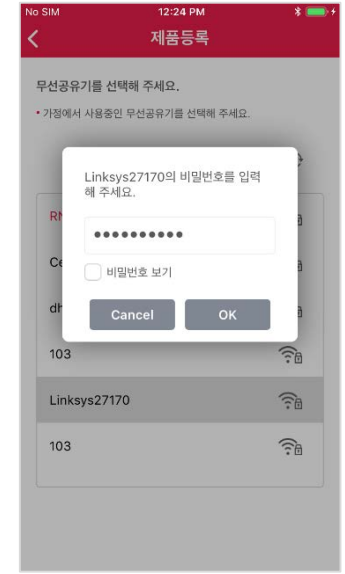 No SIM 12:24 PM
제품등록
무선공유기를 선택해 주세요.
• 가정에서 사용중인 무선공유기를 선택해 주세요.
Linksys27170의 비밀번호를 입력
해 주세요.
●●●●●●●●●●
비밀번호 보기
Cancel OK
103
Linksys27170
103